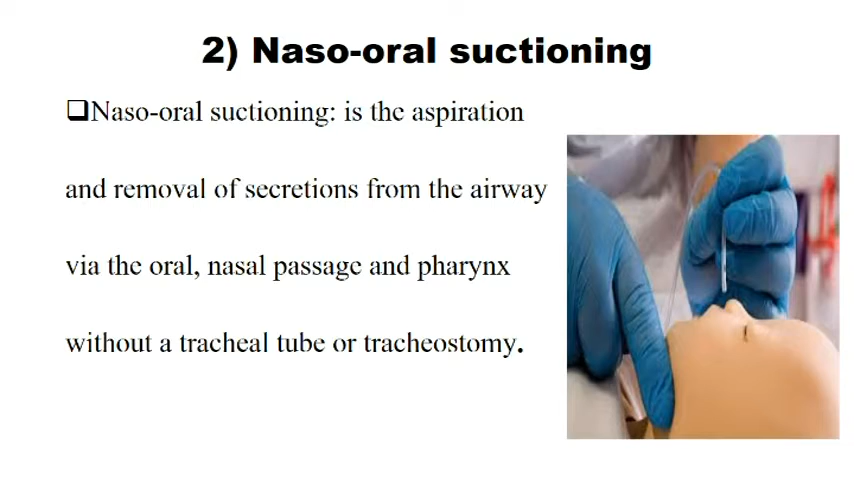 2) Naso-oral suctioning
❑Naso-oral suctioning: is the aspiration
and removal of secretions from the airway
via the oral, nasal passage and pharynx
without a tracheal tube or tracheostomy.